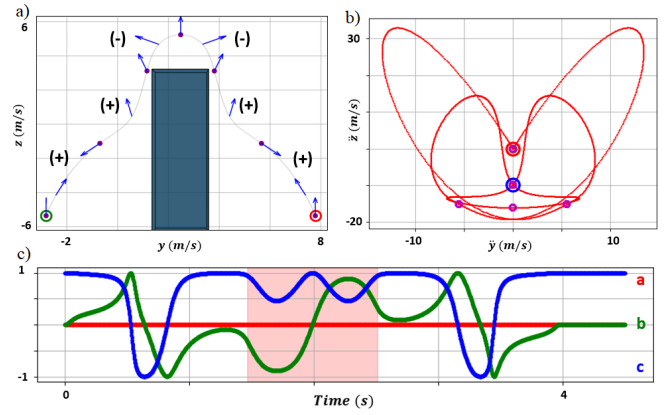 a)
6
(-)
(-)
(+)
(+)
(+)
(+)
z (m/s)
-6
-2
8
y (m/s)
b)
30
z̈ (m/s)
-20
-10
10
ÿ (m/s)
c)
1
-1
0
4
Time (s)
a
b
c